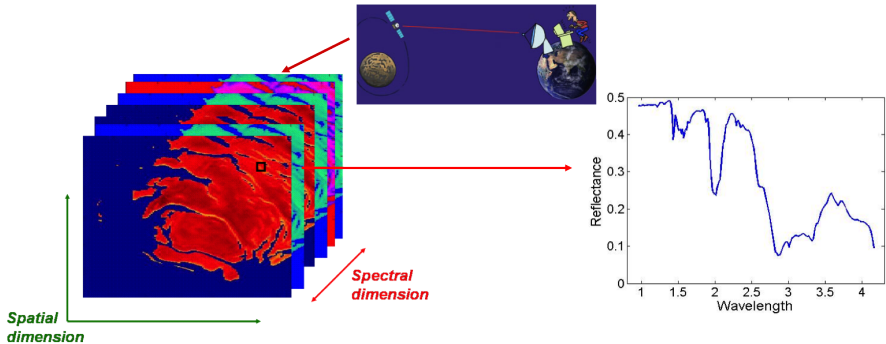 Spatial
dimension
Spectral
dimension
Reflectance
0.5
0.4
0.3
0.2
0.1
0
1 1.5 2 2.5 3 3.5 4
Wavelength